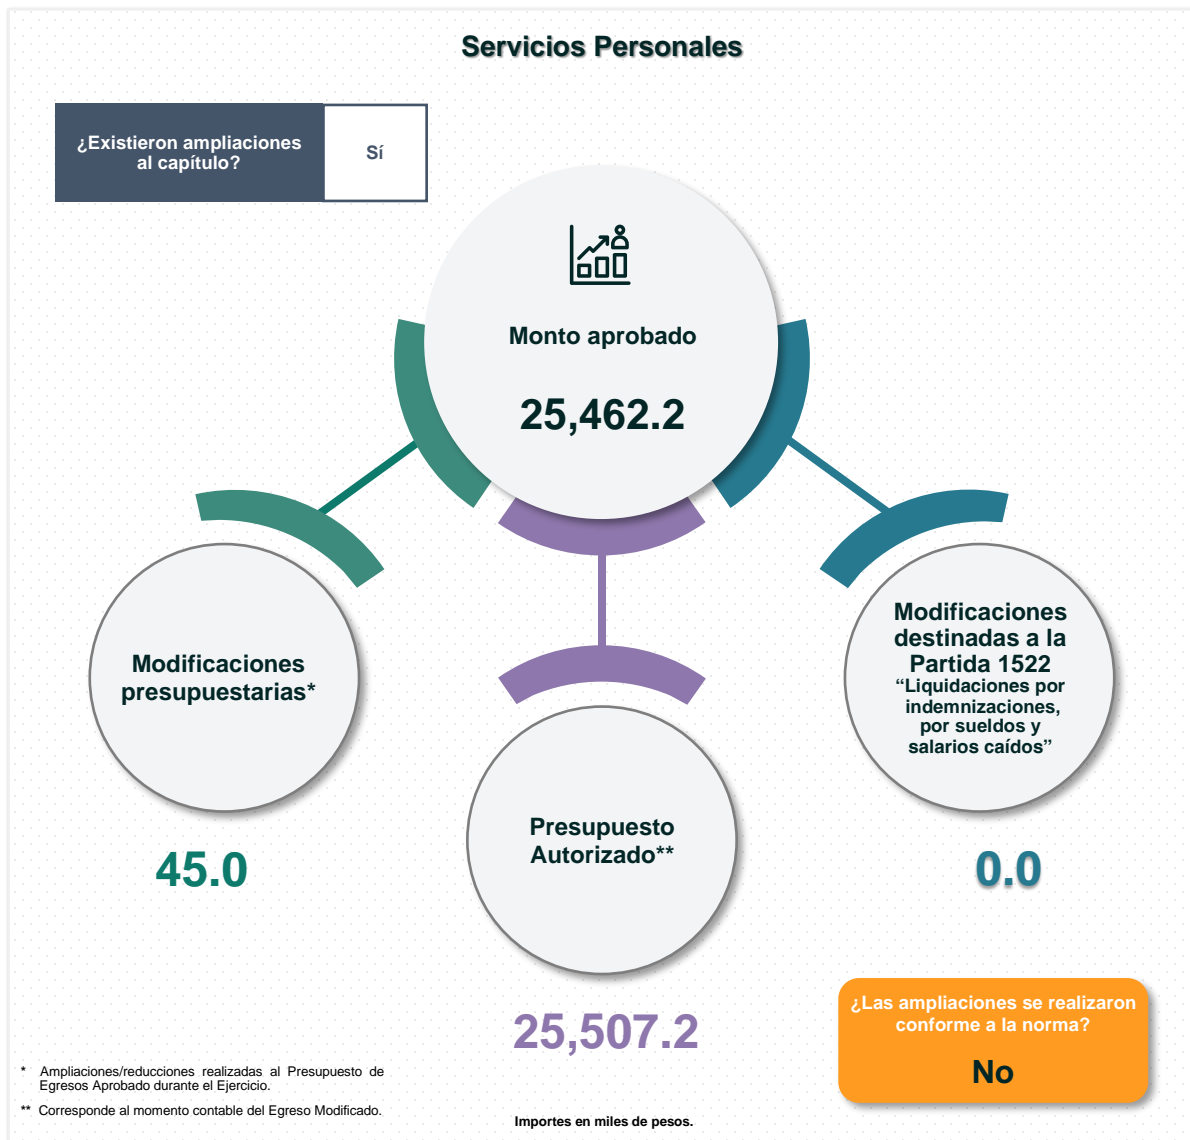 Servicios Personales
¿Existieron ampliaciones
al capítulo?
Sí
Monto aprobado
25,462.2
Modificaciones
presupuestarias*
45.0
Presupuesto
Autorizado**
25,507.2
Modificaciones
destinadas a la
Partida 1522
“Liquidaciones por
indemnizaciones,
por sueldos y
salarios caídos”
0.0
¿Las ampliaciones se realizaron
conforme a la norma?
No
* Ampliaciones/reducciones realizadas al Presupuesto de
Egresos Aprobado durante el Ejercicio.
** Corresponde al momento contable del Egreso Modificado.
Importes en miles de pesos.